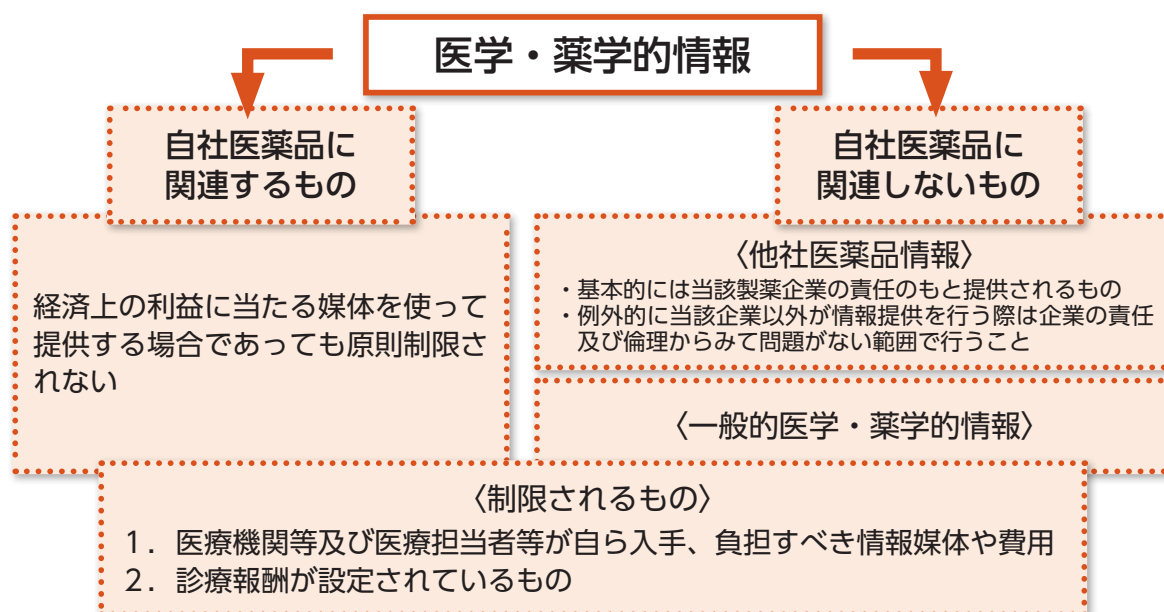 医学・薬学的情報
自社医薬品に
関連するもの
経済上の利益に当たる媒体を使って
提供する場合であっても原則制限さ
れない
自社医薬品に
関連しないもの
〈他社医薬品情報〉
・基本的には当該製薬企業の責任のもと提供されるもの
・例外的に当該企業以外が情報提供を行う際は企業の責任
及び倫理からみて問題がない範囲で行うこと
〈一般的医学・薬学的情報〉
〈制限されるもの〉
1．医療機関等及び医療担当者等が自ら入手、負担すべき情報媒体や費用
2．診療報酬が設定されているもの